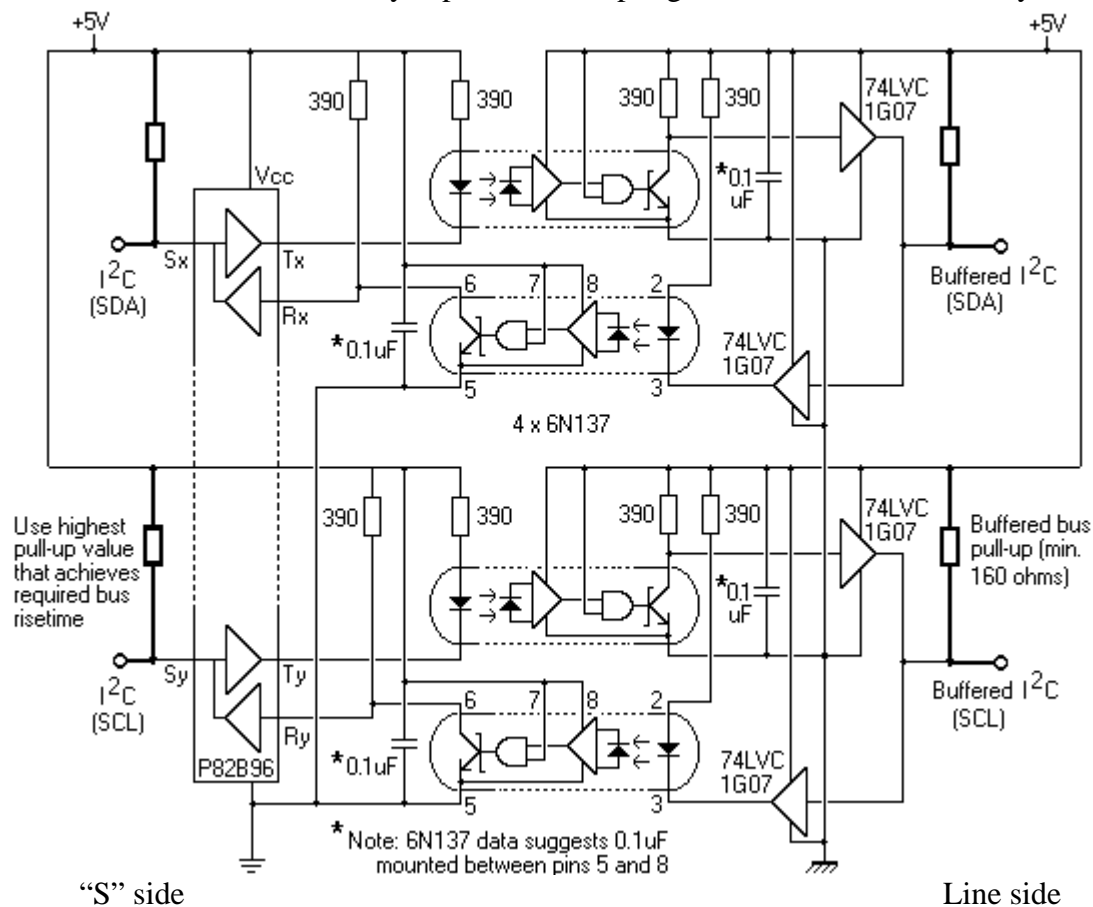 +5V
+5V
390
390
390
390
74LVC
1G07
Vcc
*0.1
uF
Sx
Tx
I²C
(SDA)
Rx
6
7
8
2
Buffered I²C
(SDA)
*0.1uF
74LVC
1G07
5
3
4 x 6N137
Use highest
pull-up value
that achieves
required bus
risetime
390
390
390
390
74LVC
1G07
Buffered bus
pull-up (min.
160 ohms)
*0.1
uF
Sy
Ty
I²C
(SCL)
Ry
6
7
8
2
Buffered I²C
(SCL)
P82B96
*0.1uF
74LVC
1G07
5
3
*Note: 6N137 data suggests 0.1uF
mounted between pins 5 and 8
“S” side
Line side